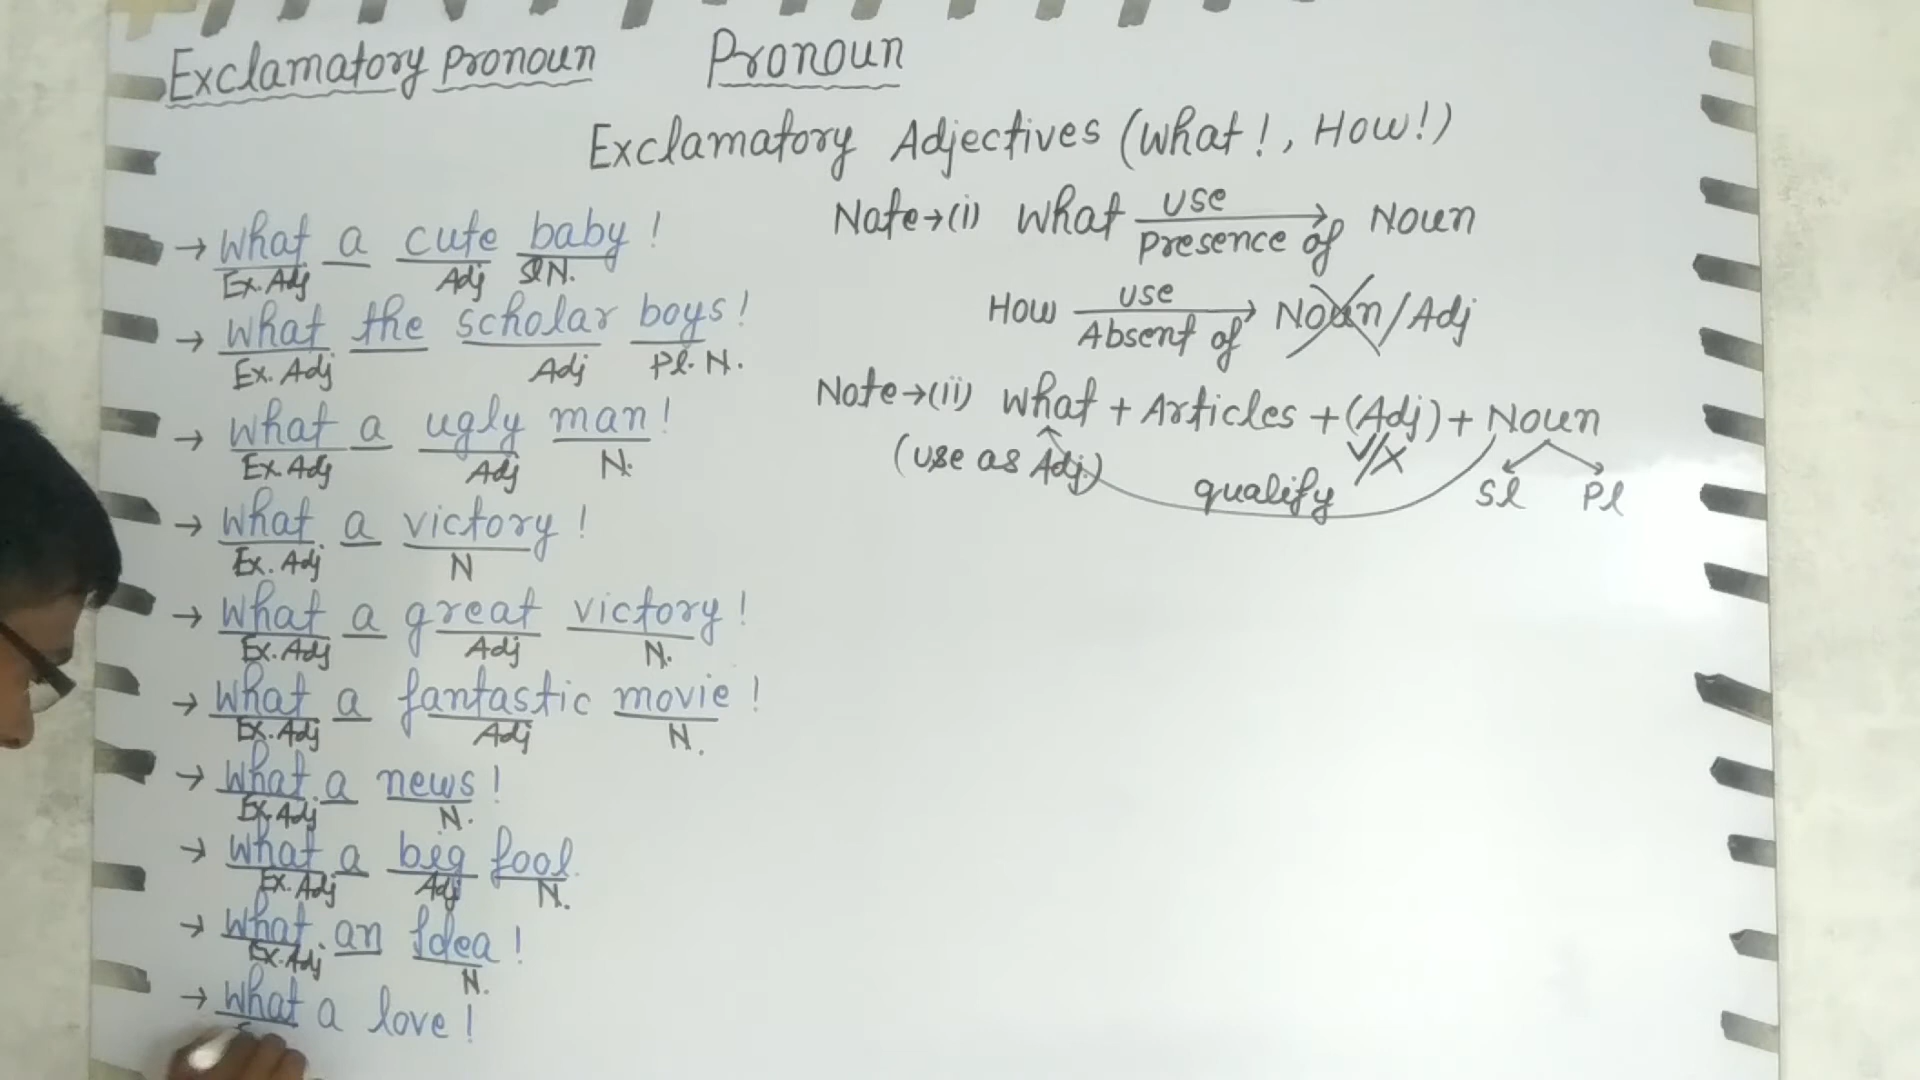 Exclamatory Pronoun Pronoun
Exclamatory Adjectives (What!, How!)
→ What a cute baby!
Ex. Adj Adj Sl N.
→ What the scholar boys!
Ex. Adj Adj Pl. N.
→ What a ugly man!
Ex. Adj Adj N.
→ What a victory!
Ex. Adj N
→ What a great victory!
Ex. Adj Adj N.
→ What a fantastic movie!
Ex. Adj Adj N.
→ What a news!
Ex. Adj N.
→ What a big fool.
Ex. Adj Adj N.
→ What an Idea!
Ex. Adj N.
→ What a love!
Note→(i) What use Noun
Presence of
How use Noun/Adj
Absent of
Note→(ii) What + Articles + (Adj) + Noun
(use as Adj.) qualify ✓/X Sl Pl